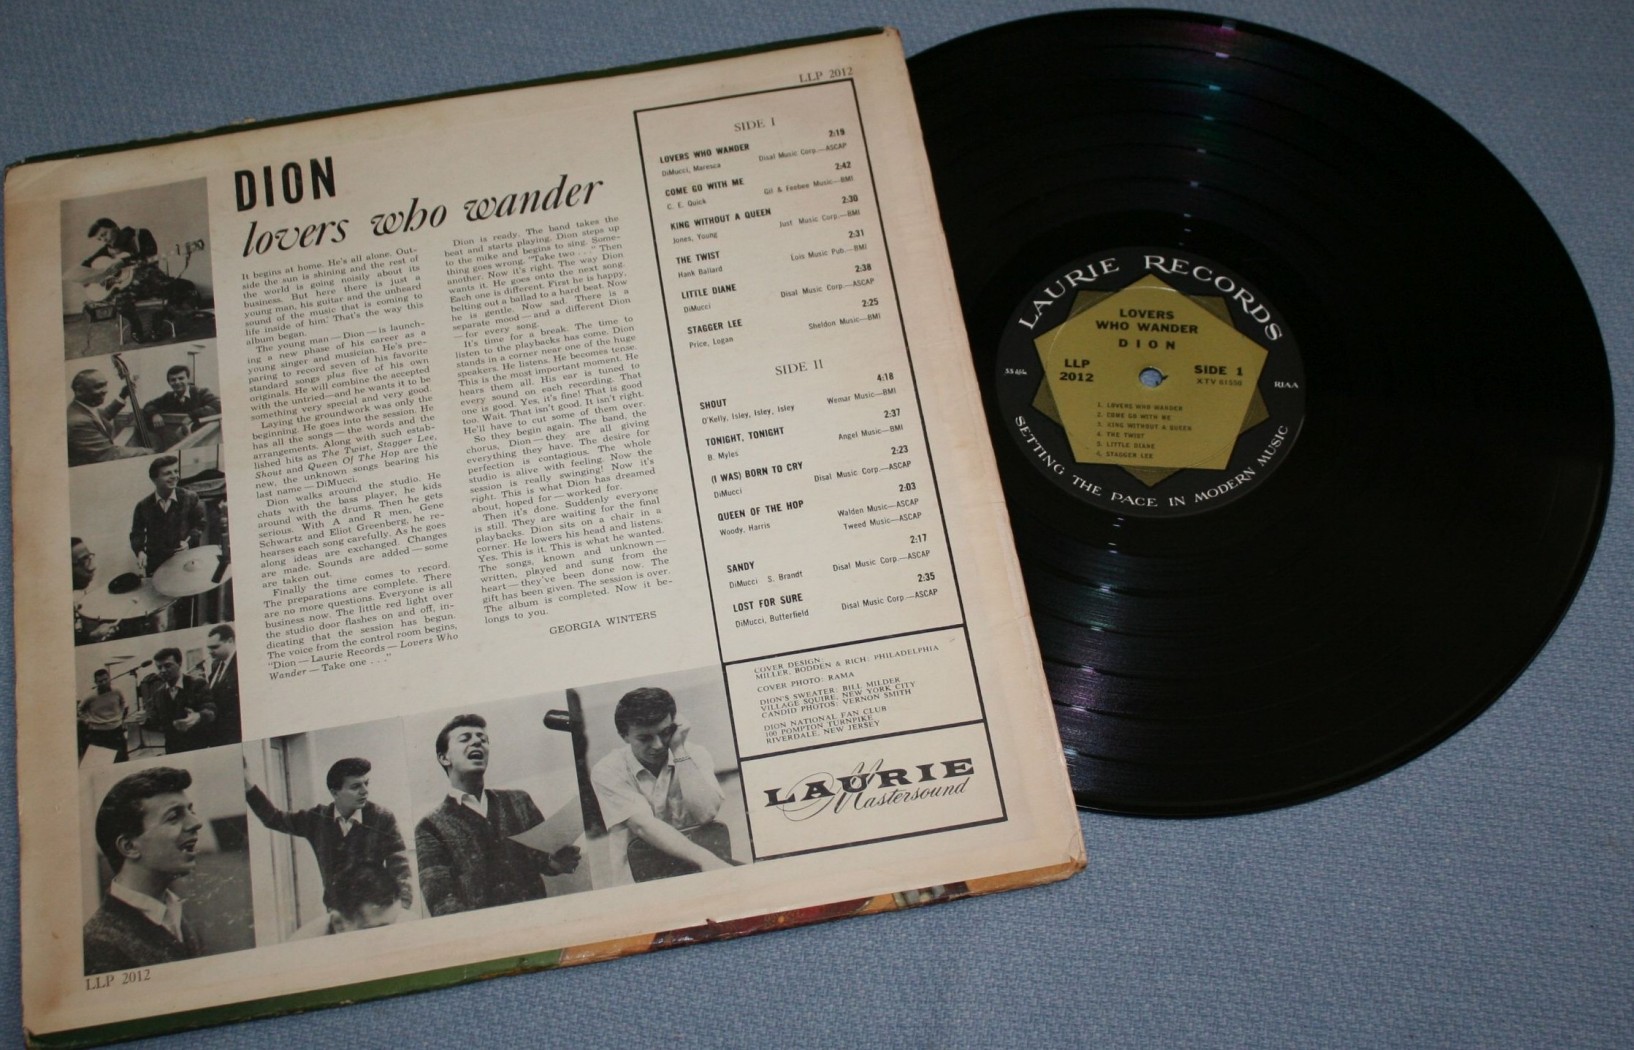 LLP 2012
DION
lovers who wander
It begins at home. He's all alone. Out-
side the sun is shining and the rest of
the world is going noisily about its
business. But here there is just a
young man, his guitar and the unheard
sound of the music that is coming to
life inside of him. That's the way this
album began.
The young man — Dion — is launch-
ing a new phase of his career as a
young singer and musician. He's pre-
paring to record seven of his favorite
standard songs plus five of his own
originals. He will combine the accepted
with the untried—and he wants it to be
something very special and very good.
Laying the groundwork was only the
beginning. He goes into the session. He
has all the songs — the words and the
arrangements. Along with such estab-
lished hits as The Twist, Stagger Lee,
Shout and Queen Of The Hop are the
new, the unknown songs bearing his
last name — DiMucci.
Dion walks around the studio. He
chats with the bass player, he kids
around with the drums. Then he gets
serious. With A and R men, Gene
Schwartz and Eliot Greenberg, he re-
hearses each song carefully. As he goes
along ideas are exchanged. Changes
are made. Sounds are added — some
are taken out.
Finally the time comes to record.
The preparations are complete. There
are no more questions. Everyone is all
business now. The little red light over
the studio door flashes on and off, in-
dicating that the session has begun.
The voice from the control room begins,
"Dion — Laurie Records — Lovers Who
Wander — Take one . . ."
Dion is ready. The band takes the
beat and starts playing. Dion steps up
to the mike and begins to sing. Some-
thing goes wrong. "Take two . . ." Then
another. Now it's right. The way Dion
wants it. He goes onto the next song.
Each one is different. First he is happy,
belting out a ballad to a hard beat. Now
he is gentle. Now sad. There is a
separate mood — and a different Dion
— for every song.
It's time for a break. The time to
listen to the playbacks has come. Dion
stands in a corner near one of the huge
speakers. He listens. He becomes tense.
This is the most important moment. He
hears them all. His ear is tuned to
every sound on each recording. That
one is good. Yes, it's fine! That is good
too. Wait. That isn't good. It isn't right.
He'll have to cut some of them over.
So they begin again. The band, the
chorus, Dion — they are all giving
everything they have. The desire for
perfection is contagious. The whole
studio is alive with feeling. Now the
session is really swinging! Now it's
right. This is what Dion has dreamed
about, hoped for — worked for.
Then it's done. Suddenly everyone
is still. They are waiting for the final
playbacks. Dion sits on a chair in a
corner. He lowers his head and listens.
Yes. This is it. This is what he wanted.
The songs, known and unknown —
written, played and sung from the
heart — they've been done now. The
gift has been given. The session is over.
The album is completed. Now it be-
longs to you.
GEORGIA WINTERS
SIDE I
2:19
LOVERS WHO WANDER
DiMucci, Maresca Disal Music Corp.—ASCAP
2:42
COME GO WITH ME
C. E. Quick Gil & Feebee Music—BMI
2:30
KING WITHOUT A QUEEN
Jones, Young Just Music Corp.—BMI
2:31
THE TWIST
Hank Ballard Lois Music Pub.—BMI
2:38
LITTLE DIANE
DiMucci Disal Music Corp.—ASCAP
2:25
STAGGER LEE
Price, Logan Sheldon Music—BMI
SIDE II
4:18
SHOUT
O'Kelly, Isley, Isley, Isley Wemar Music—BMI
2:37
TONIGHT, TONIGHT
B. Myles Angel Music—BMI
2:23
(I WAS) BORN TO CRY
DiMucci Disal Music Corp.—ASCAP
2:03
QUEEN OF THE HOP
Woody, Harris Walden Music—ASCAP
Tweed Music—ASCAP
2:17
SANDY
DiMucci S. Brandt Disal Music Corp.—ASCAP
2:35
LOST FOR SURE
DiMucci, Butterfield Disal Music Corp.—ASCAP
COVER DESIGN:
MILLER, BODDEN & RICH: PHILADELPHIA
COVER PHOTO: RAMA
DION'S SWEATER: BILL MILDER
VILLAGE SQUIRE, NEW YORK CITY
CANDID PHOTOS: VERNON SMITH
DION NATIONAL FAN CLUB
100 POMPTON TURNPIKE
RIVERDALE, NEW JERSEY
LAURIE
Mastersound
LLP 2012
LAURIE RECORDS
LOVERS
WHO WANDER
DION
LLP
2012
SIDE 1
XTV 81550
33 1/3
RIAA
1. LOVERS WHO WANDER
2. COME GO WITH ME
3. KING WITHOUT A QUEEN
4. THE TWIST
5. LITTLE DIANE
6. STAGGER LEE
SETTING THE PACE IN MODERN MUSIC